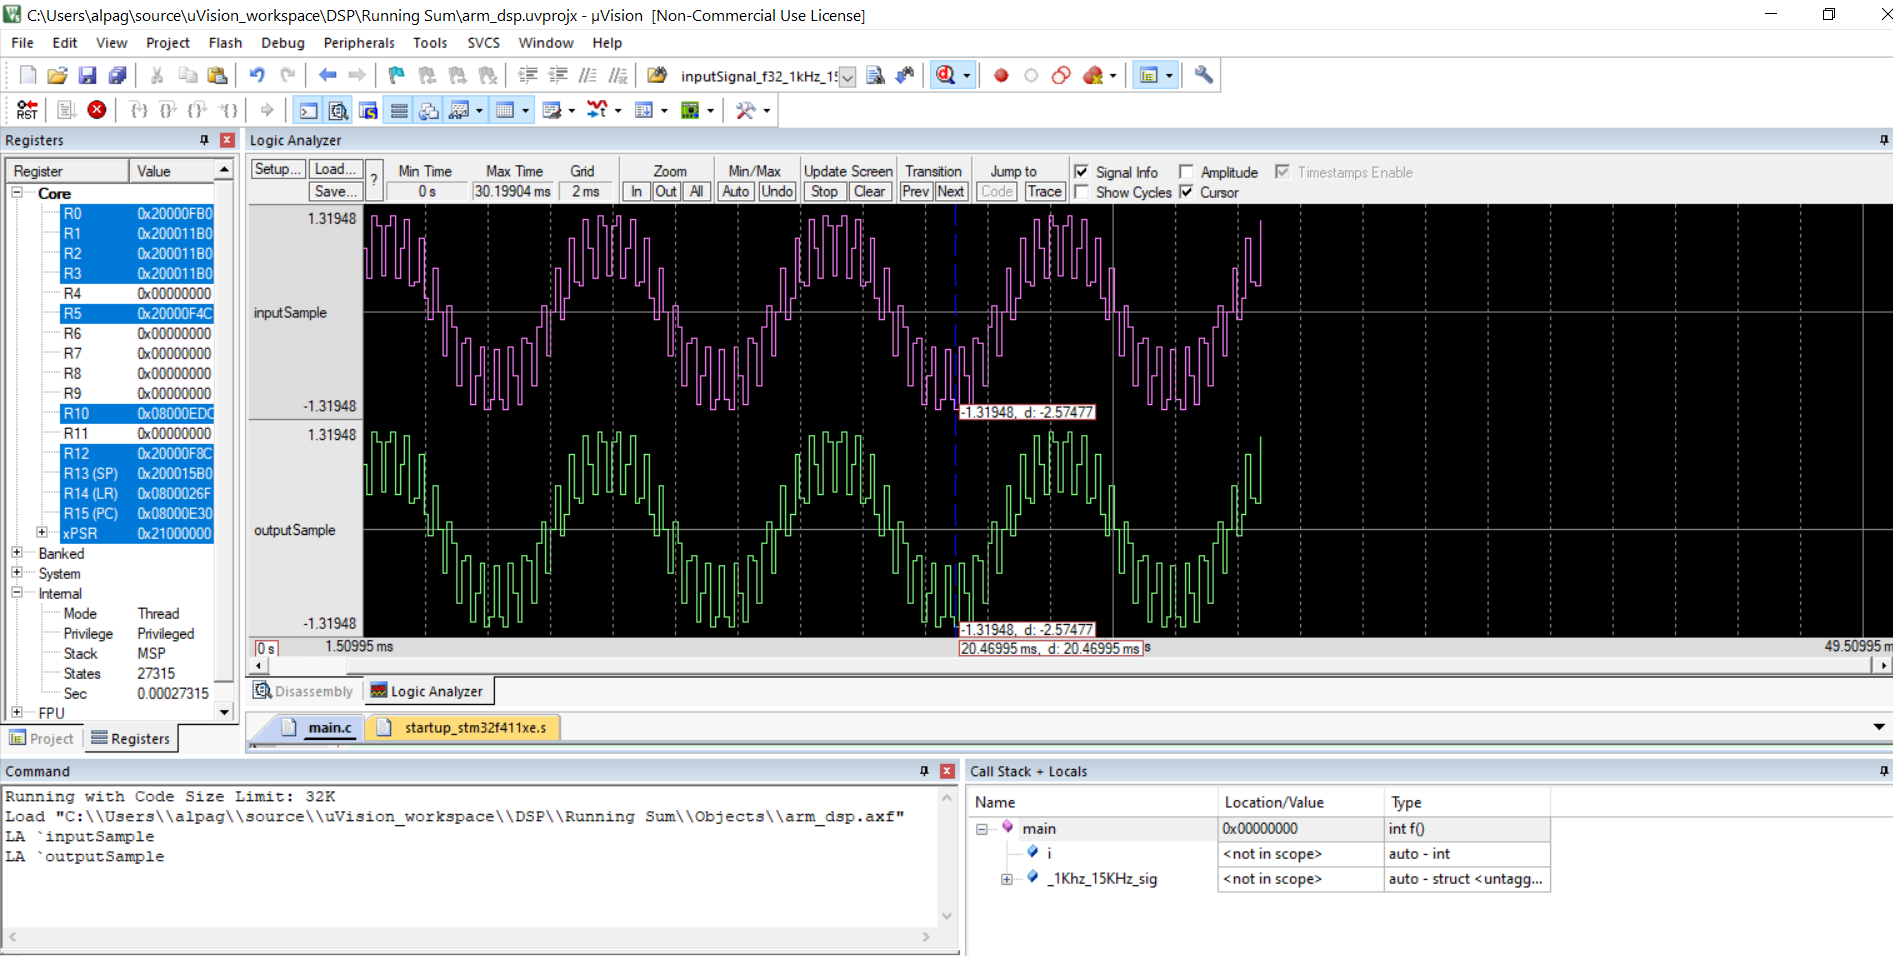 C:\Users\alpag\source\uVision_workspace\DSP\Running Sum\arm_dsp.uvprojx - µVision  [Non-Commercial Use License]
File Edit View Project Flash Debug Peripherals Tools SVCS Window Help
inputSignal_f32_1kHz_15
RST
Registers
Register Value
Core
R0 0x20000FB0
R1 0x200011B0
R2 0x200011B0
R3 0x200011B0
R4 0x00000000
R5 0x20000F4C
R6 0x00000000
R7 0x00000000
R8 0x00000000
R9 0x00000000
R10 0x08000EDC
R11 0x00000000
R12 0x20000F8C
R13 (SP) 0x200015B0
R14 (LR) 0x0800026F
R15 (PC) 0x08000E30
xPSR 0x21000000
Banked
System
Internal
Mode Thread
Privilege Privileged
Stack MSP
States 27315
Sec 0.00027315
FPU
Project Registers
Logic Analyzer
Setup... Load... ? Min Time Max Time Grid Zoom Min/Max Update Screen Transition Jump to Signal Info Amplitude Timestamps Enable
Save... 0 s 30.19904 ms 2 ms In Out All Auto Undo Stop Clear Prev Next Code Trace Show Cycles Cursor
1.31948
inputSample
-1.31948
-1.31948,  d: -2.57477
1.31948
outputSample
-1.31948
-1.31948,  d: -2.57477
0 s 1.50995 ms 20.46995 ms,  d: 20.46995 ms s 49.50995 m
Disassembly Logic Analyzer
main.c startup_stm32f411xe.s
Command
Running with Code Size Limit: 32K
Load "C:\\Users\\alpag\\source\\uVision_workspace\\DSP\\Running Sum\\Objects\\arm_dsp.axf"
LA `inputSample
LA `outputSample
Call Stack + Locals
Name Location/Value Type
main 0x00000000 int f()
i <not in scope> auto - int
_1Khz_15KHz_sig <not in scope> auto - struct <untagg...